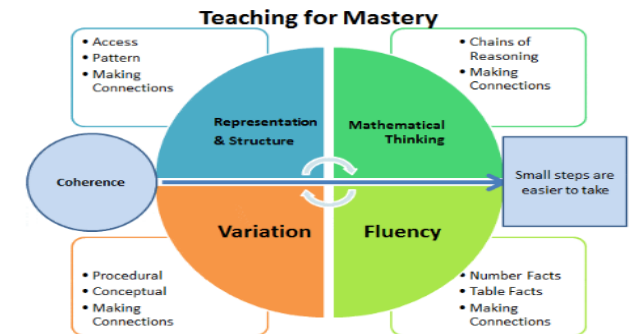 Teaching for Mastery
• Access
• Pattern
• Making
Connections
• Chains of
Reasoning
• Making
Connections
Representation
& Structure
Mathematical
Thinking
Coherence
Small steps are
easier to take
Variation
Fluency
• Procedural
• Conceptual
• Making
Connections
• Number Facts
• Table Facts
• Making
Connections